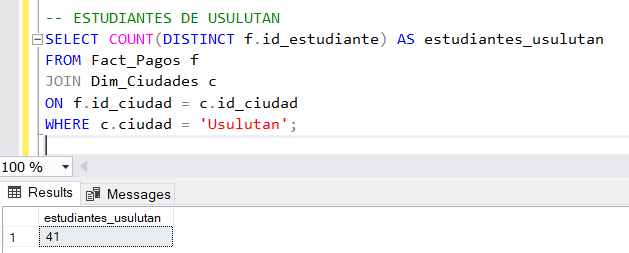 -- ESTUDIANTES DE USULUTAN
SELECT COUNT(DISTINCT f.id_estudiante) AS estudiantes_usulutan
FROM Fact_Pagos f
JOIN Dim_Ciudades c
ON f.id_ciudad = c.id_ciudad
WHERE c.ciudad = 'Usulutan';
100 %
Results Messages
estudiantes_usulutan
1 41